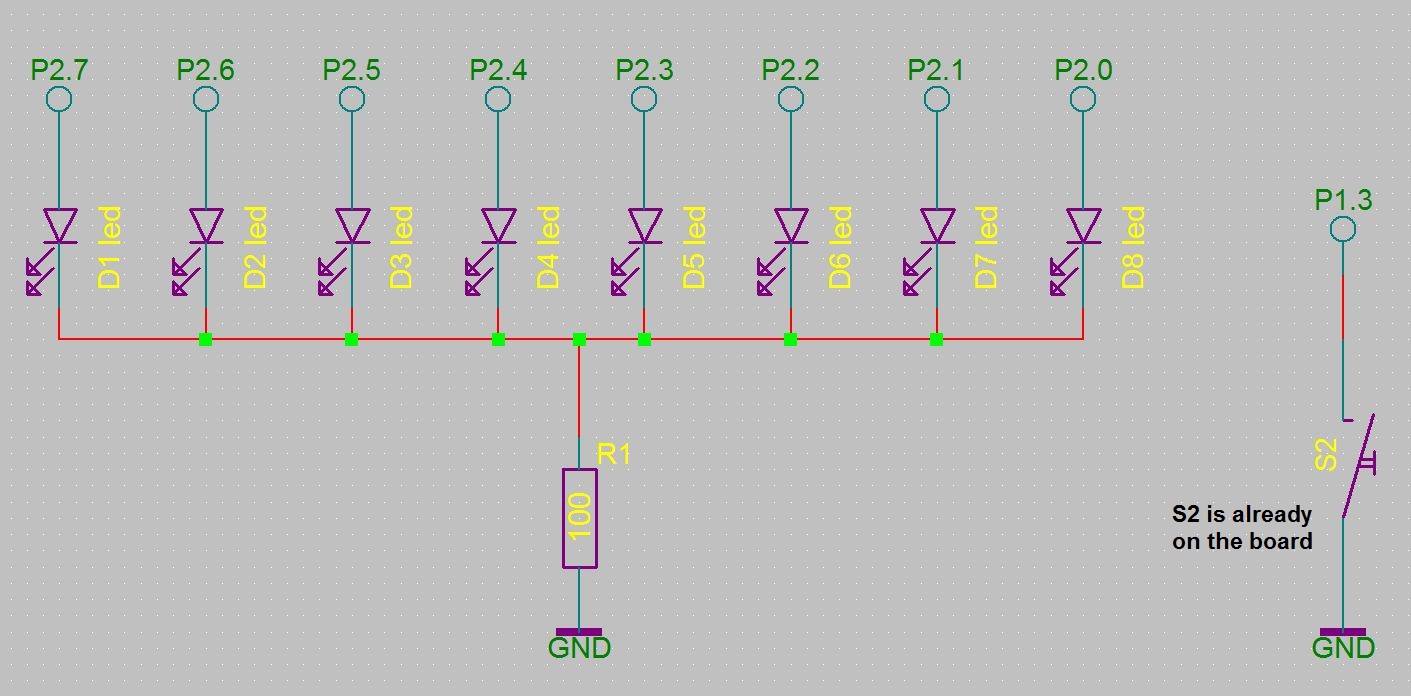 P2.7 P2.6 P2.5 P2.4 P2.3 P2.2 P2.1 P2.0
P1.3
D1 led D2 led D3 led D4 led D5 led D6 led D7 led D8 led
R1
100
S2
S2 is already
on the board
GND GND